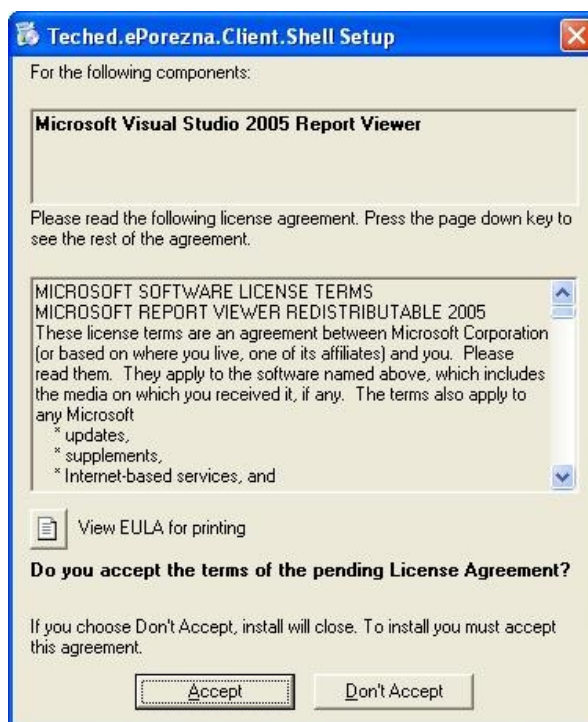 Teched.ePorezna.Client.Shell Setup
For the following components:
Microsoft Visual Studio 2005 Report Viewer
Please read the following license agreement. Press the page down key to
see the rest of the agreement.
MICROSOFT SOFTWARE LICENSE TERMS
MICROSOFT REPORT VIEWER REDISTRIBUTABLE 2005
These license terms are an agreement between Microsoft Corporation
(or based on where you live, one of its affiliates) and you.  Please
read them.  They apply to the software named above, which includes
the media on which you received it, if any.  The terms also apply to
any Microsoft
* updates,
* supplements,
* Internet-based services, and
View EULA for printing
Do you accept the terms of the pending License Agreement?
If you choose Don't Accept, install will close. To install you must accept
this agreement.
Accept
Don't Accept